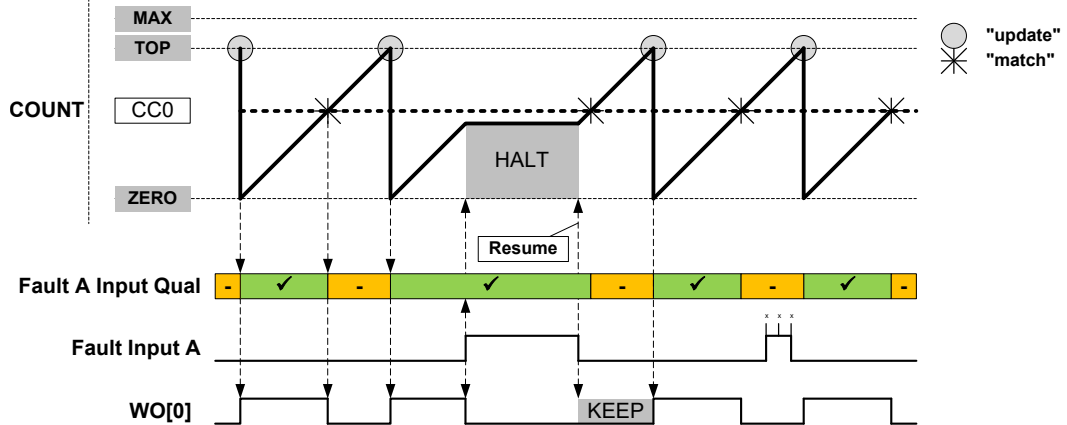 MAX
TOP
"update"
"match"
COUNT
CC0
HALT
ZERO
Resume
Fault A Input Qual
- ✓ - ✓ - ✓ - ✓ -
x x x
Fault Input A
WO[0]
KEEP